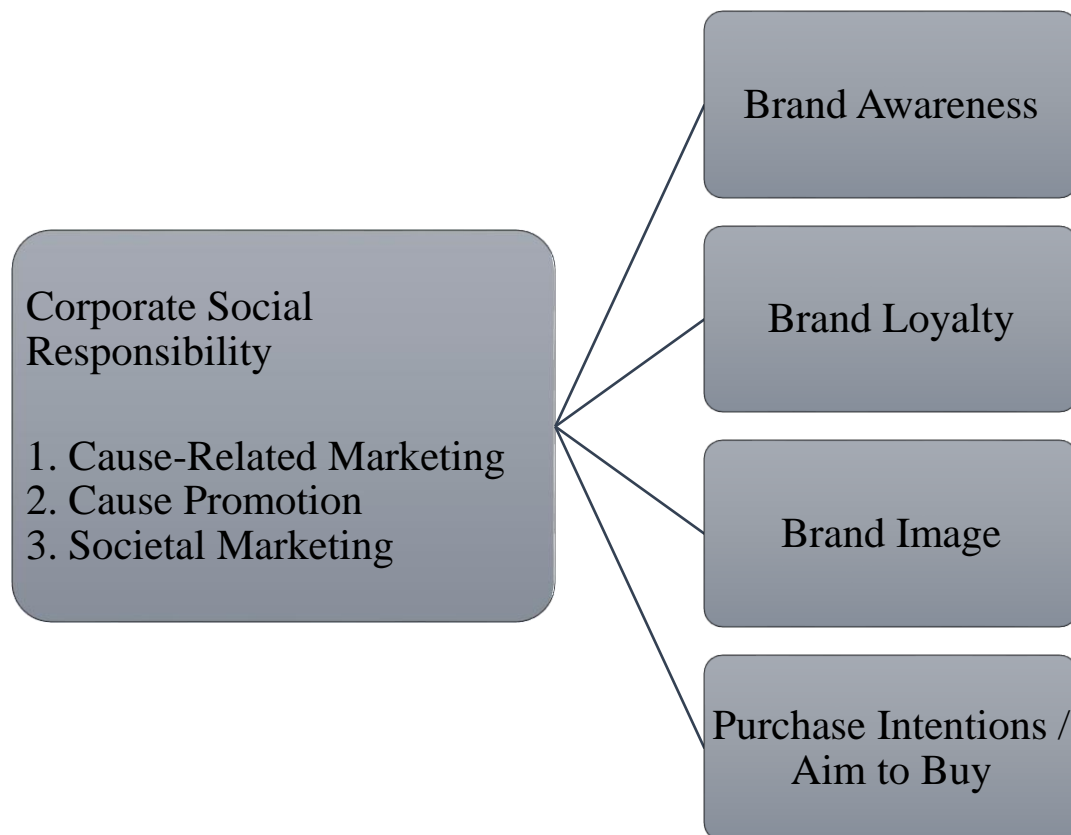 Corporate Social
Responsibility
1. Cause-Related Marketing
2. Cause Promotion
3. Societal Marketing
Brand Awareness
Brand Loyalty
Brand Image
Purchase Intentions /
Aim to Buy